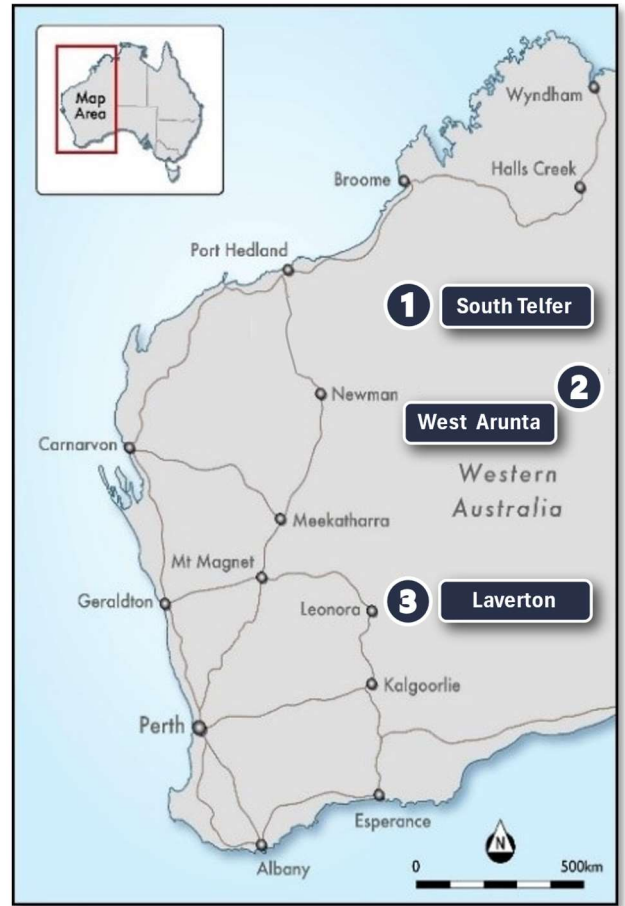 Map
Area
Wyndham
Halls Creek
Broome
Port Hedland
1
South Telfer
2
Newman
West Arunta
Carnarvon
Western
Australia
Meekatharra
Mt Magnet
Geraldton
Leonora
3
Laverton
Kalgoorlie
Perth
Esperance
N
Albany
0
500km